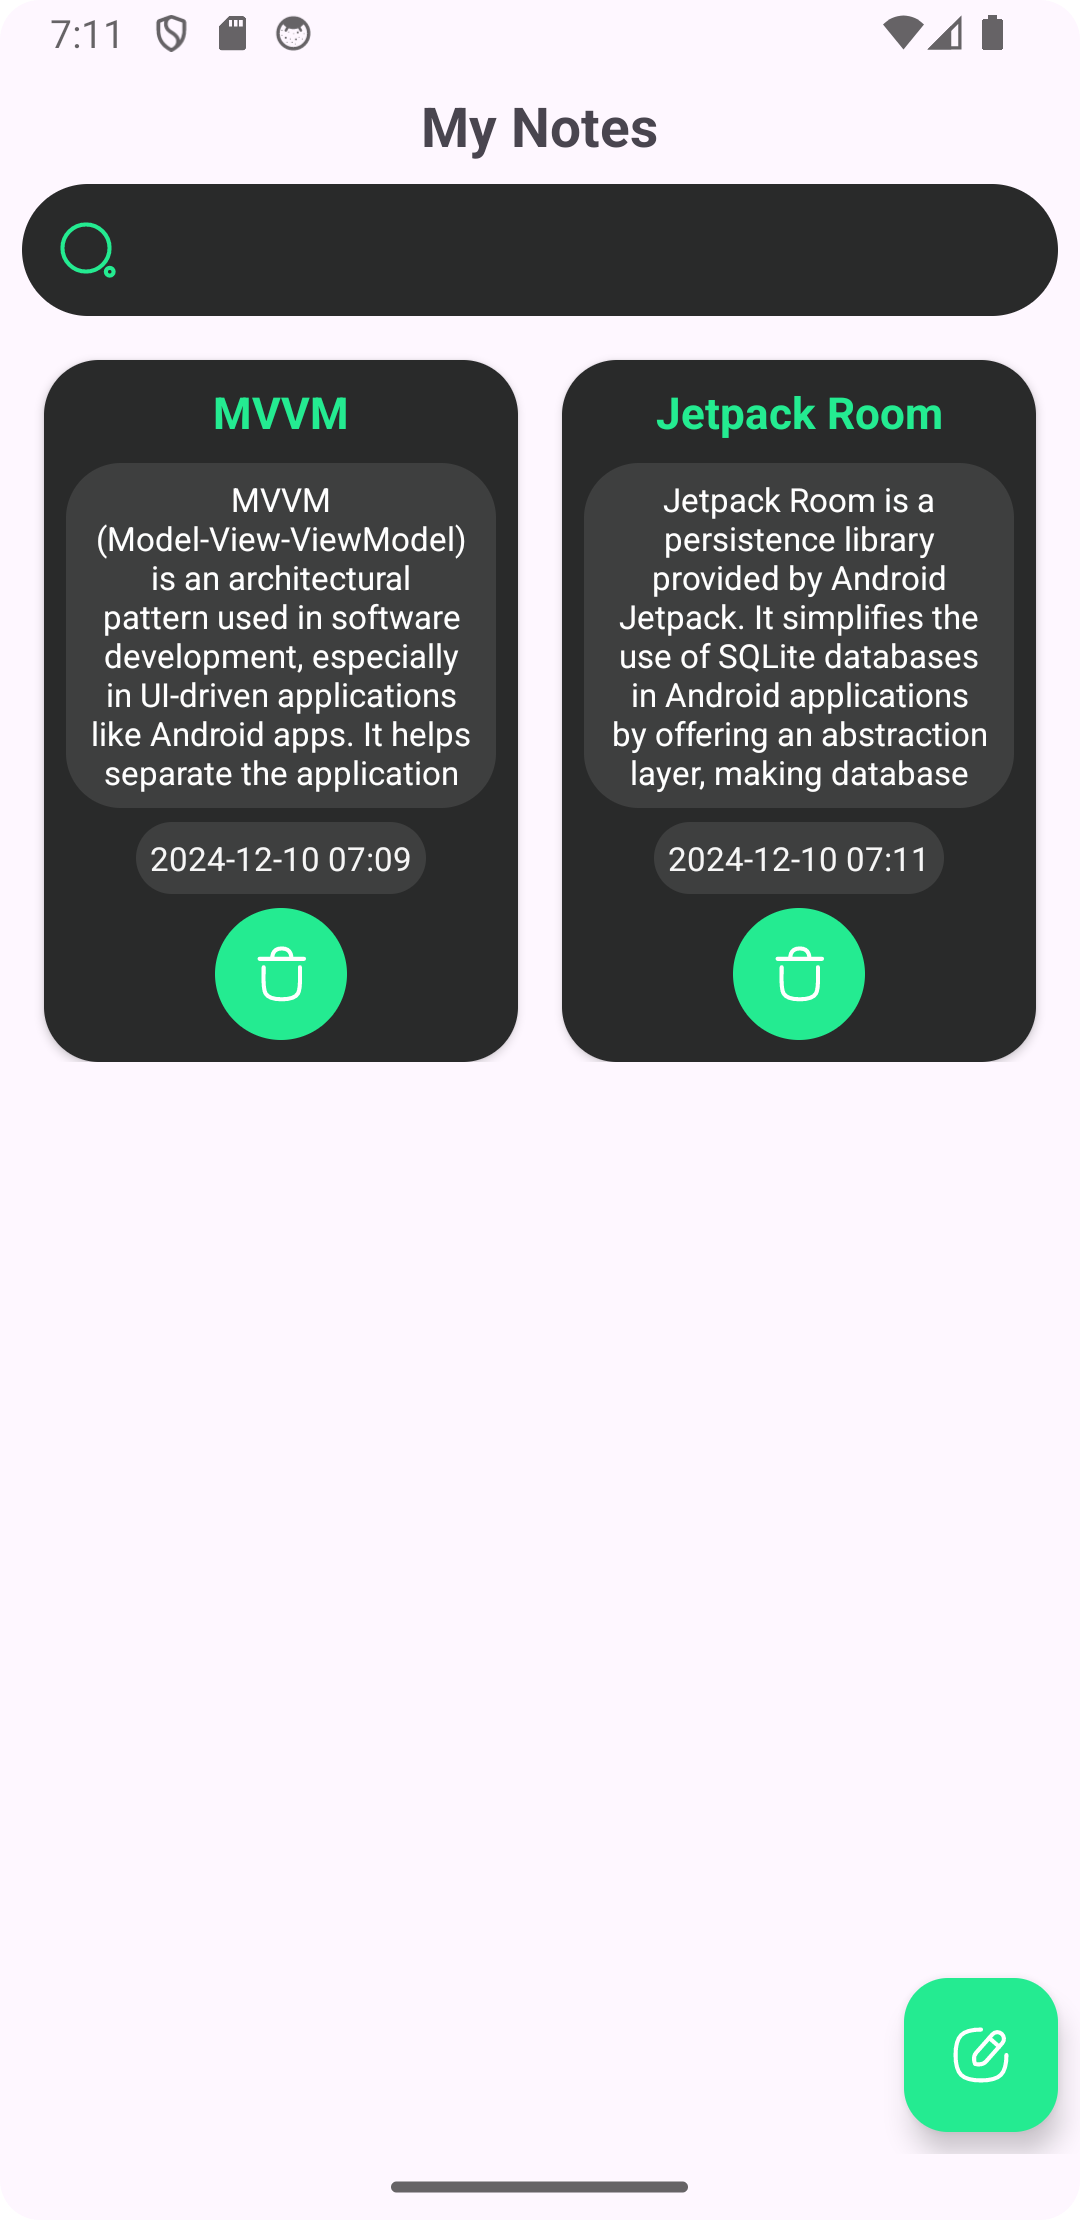 7:11
My Notes
MVVM
MVVM
(Model-View-ViewModel)
is an architectural
pattern used in software
development, especially
in UI-driven applications
like Android apps. It helps
separate the application
2024-12-10 07:09
Jetpack Room
Jetpack Room is a
persistence library
provided by Android
Jetpack. It simplifies the
use of SQLite databases
in Android applications
by offering an abstraction
layer, making database
2024-12-10 07:11